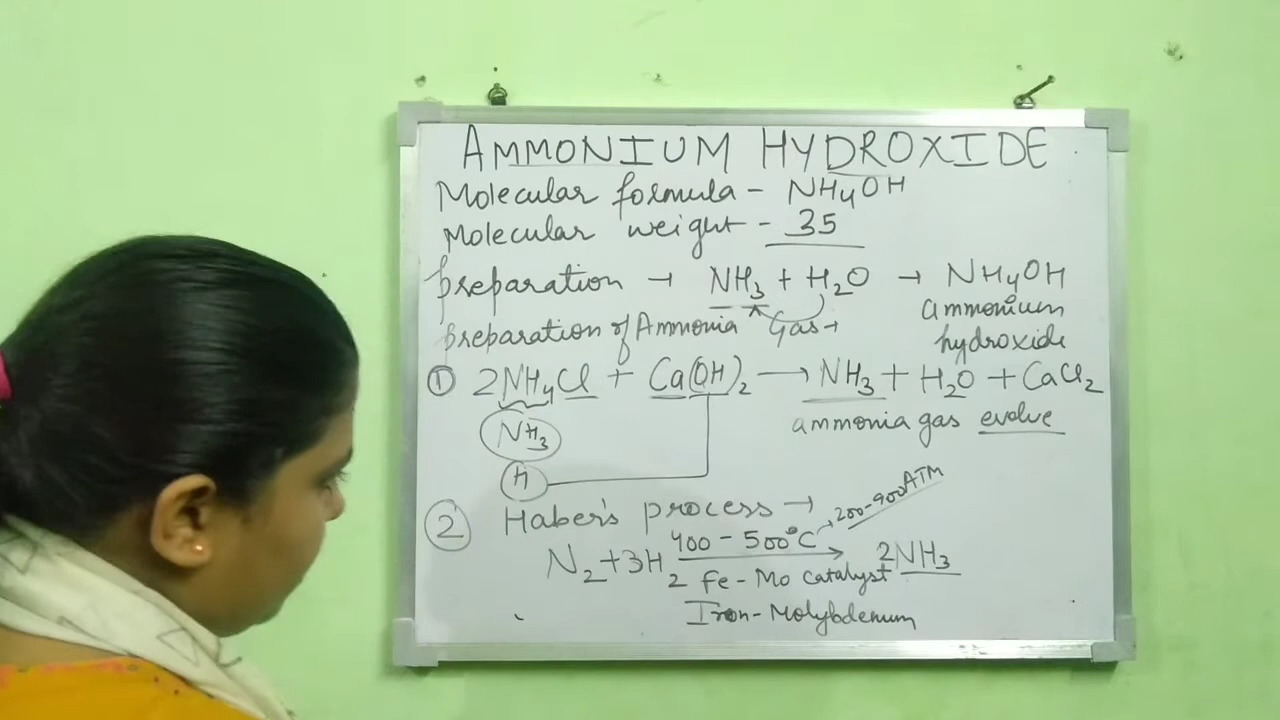 AMMONIUM HYDROXIDE
Molecular formula - NH4OH
Molecular weight - 35
preparation → NH3 + H2O → NH4OH
ammonium
hydroxide
preparation of Ammonia Gas →
① 2NH4Cl + Ca(OH)2 → NH3 + H2O + CaCl2
NH3
ammonia gas evolve
H
② Haber's process →
200-900ATM
N2+3H2 400 - 500°C → 2NH3
Fe - Mo catalyst
Iron - Molybdenum